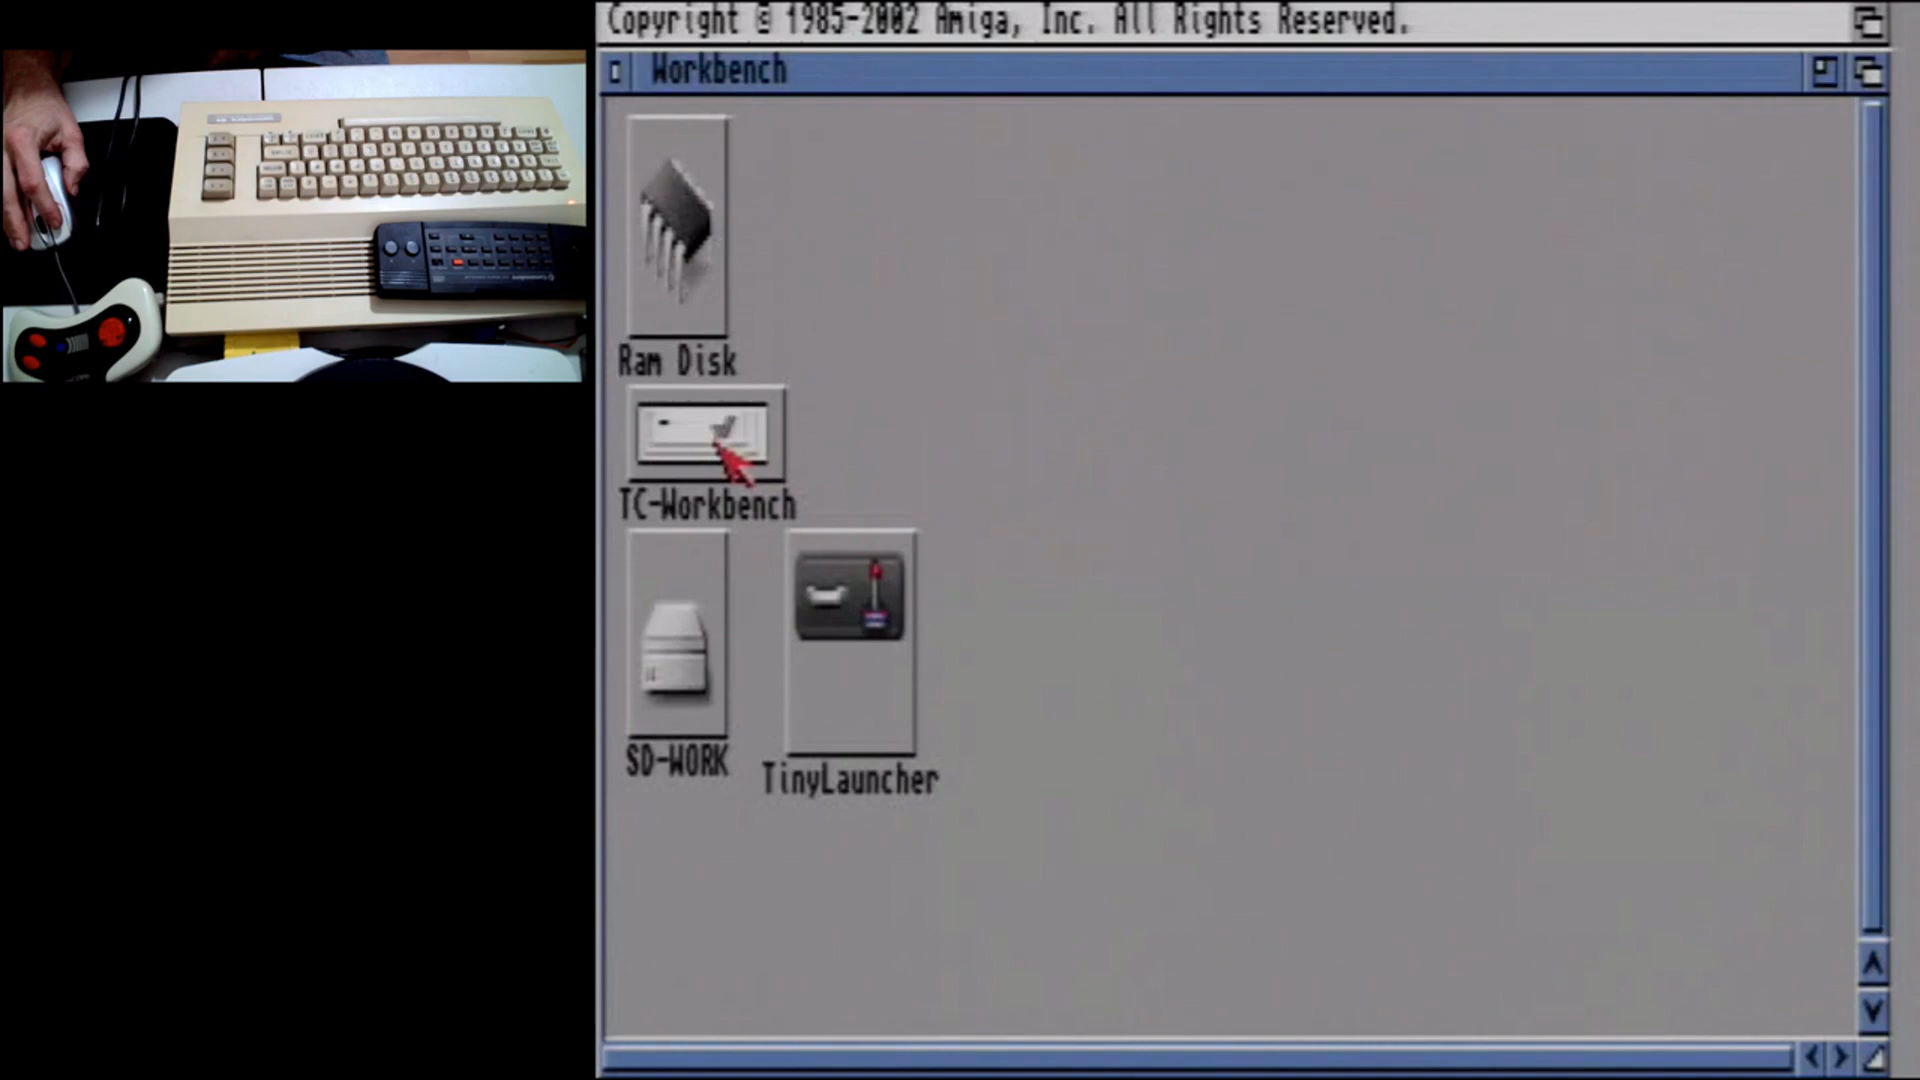 Copyright © 1985-2002 Amiga, Inc. All Rights Reserved.
Workbench
Ram Disk
TC-Workbench
SD-WORK
TinyLauncher